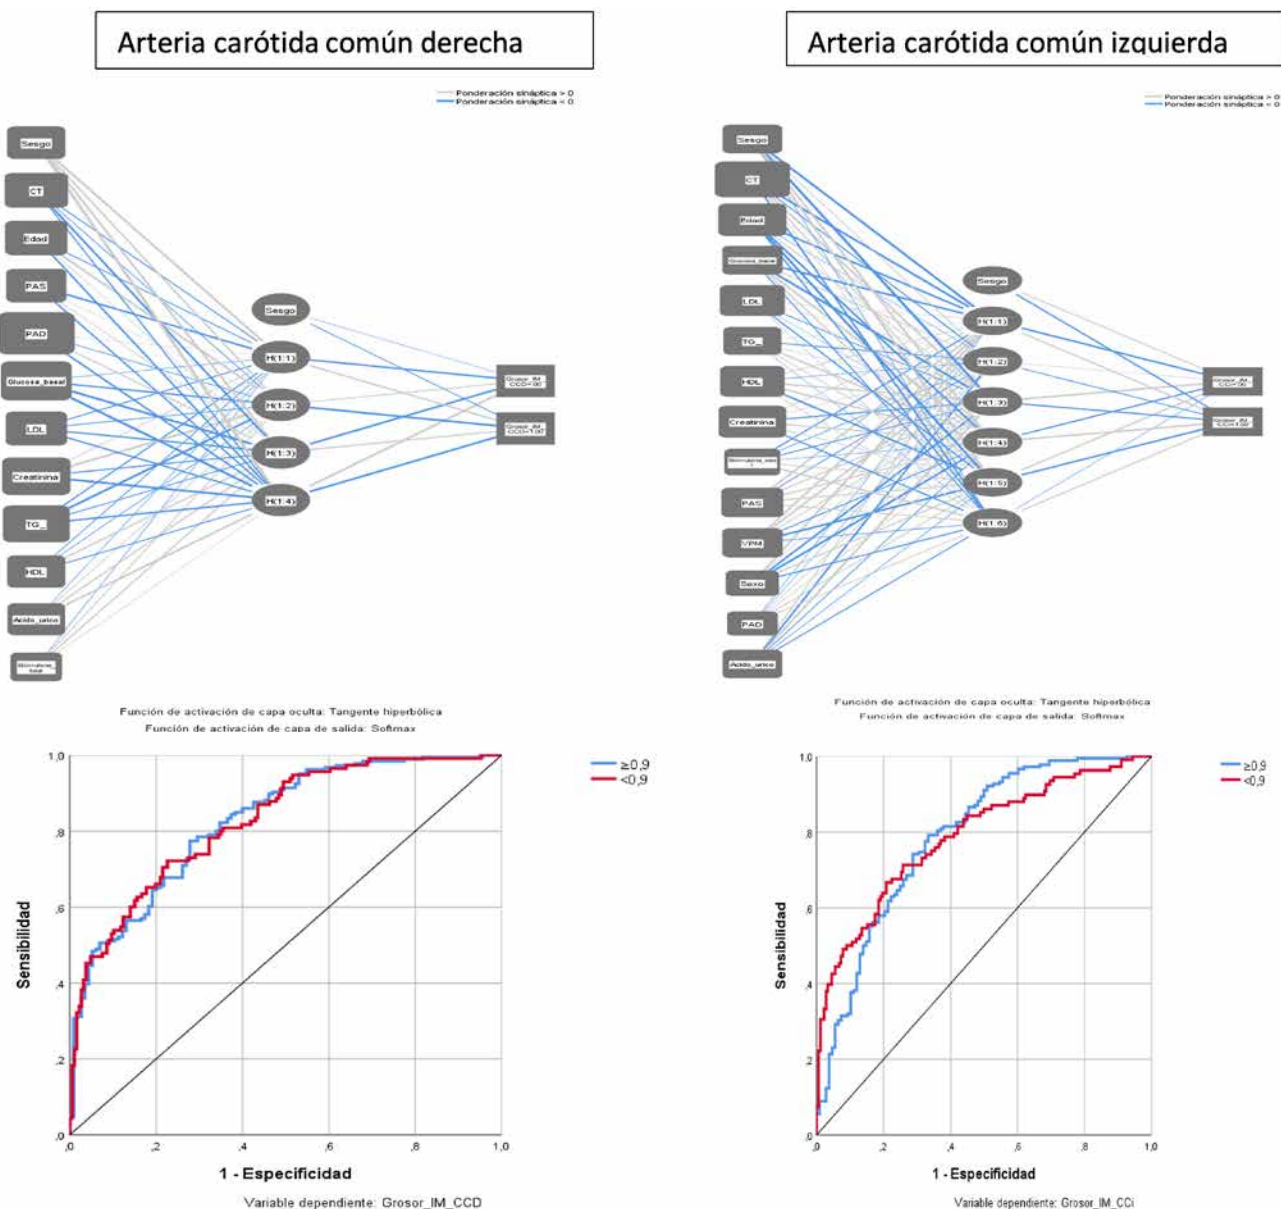 Arteria carótida común derecha
Ponderación sináptica > 0
Ponderación sináptica < 0
Sesgo
CT
Edad
PAS
PAD
Glucosa_basal
LDL
Creatinina
TG_
HDL
Acido_urico
Sesgo
H(1:1)
H(1:2)
H(1:3)
H(1:4)
Grosor_IM_
Grosor_IM_
Función de activación de capa oculta: Tangente hiperbólica
Función de activación de capa de salida: Softmax
≥0,9
<0,9
Sensibilidad
1,0
,8
,6
,4
,2
,0
,0
,2
,4
,6
,8
1,0
1 - Especificidad
Variable dependiente: Grosor_IM_CCD
Arteria carótida común izquierda
Ponderación sináptica > 0
Ponderación sináptica < 0
Sesgo
CT
Edad
Glucosa_basal
LDL
TG_
HDL
Creatinina
PAS
VPM
Sexo
PAD
Acido_urico
Sesgo
H(1:1)
H(1:2)
H(1:3)
H(1:4)
H(1:5)
H(1:6)
Grosor_IM_
Grosor_IM_
Función de activación de capa oculta: Tangente hiperbólica
Función de activación de capa de salida: Softmax
≥0,9
<0,9
Sensibilidad
1,0
,8
,6
,4
,2
,0
,0
,2
,4
,6
,8
1,0
1 - Especificidad
Variable dependiente: Grosor_IM_CCi